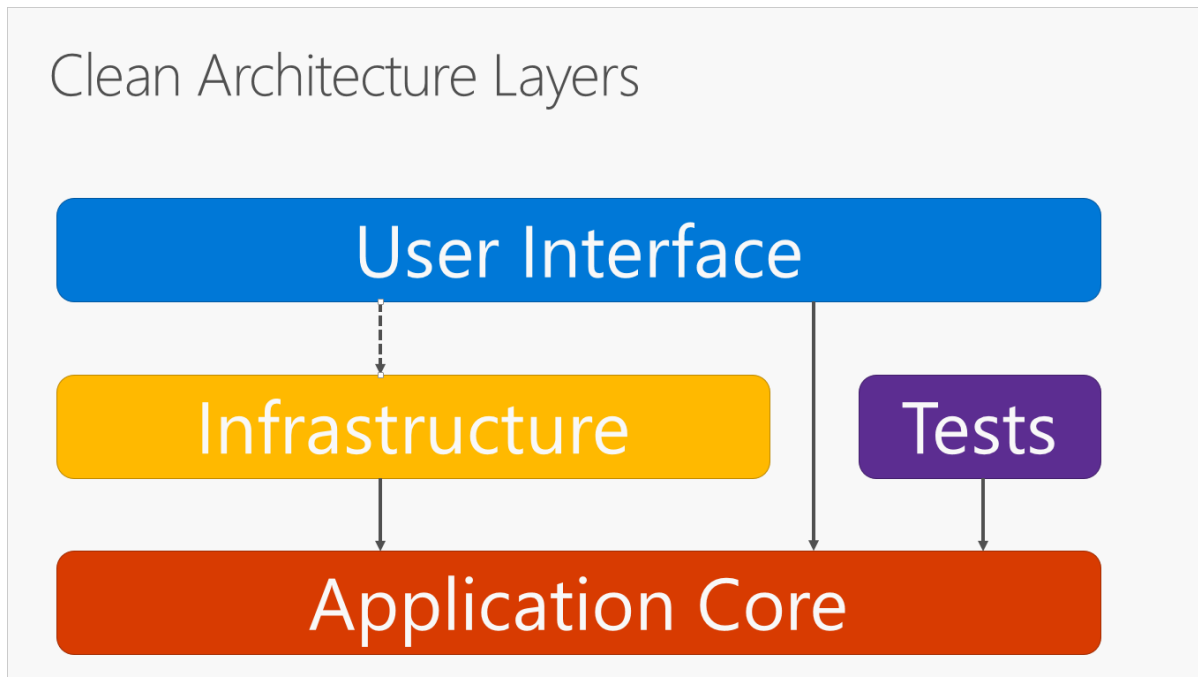 Clean Architecture Layers
User Interface
Infrastructure
Tests
Application Core